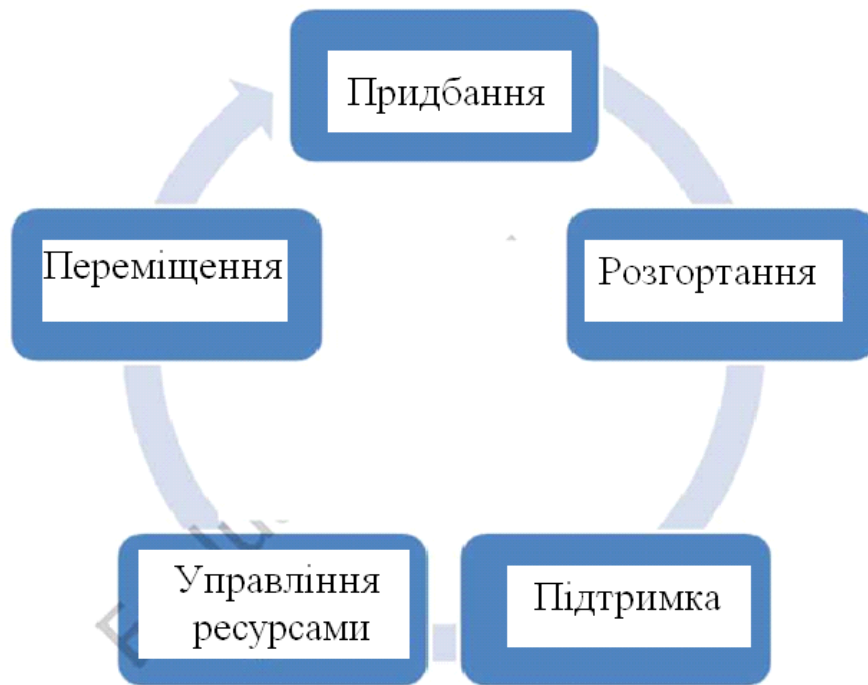 Придбання
Розгортання
Підтримка
Управління
ресурсами
Переміщення